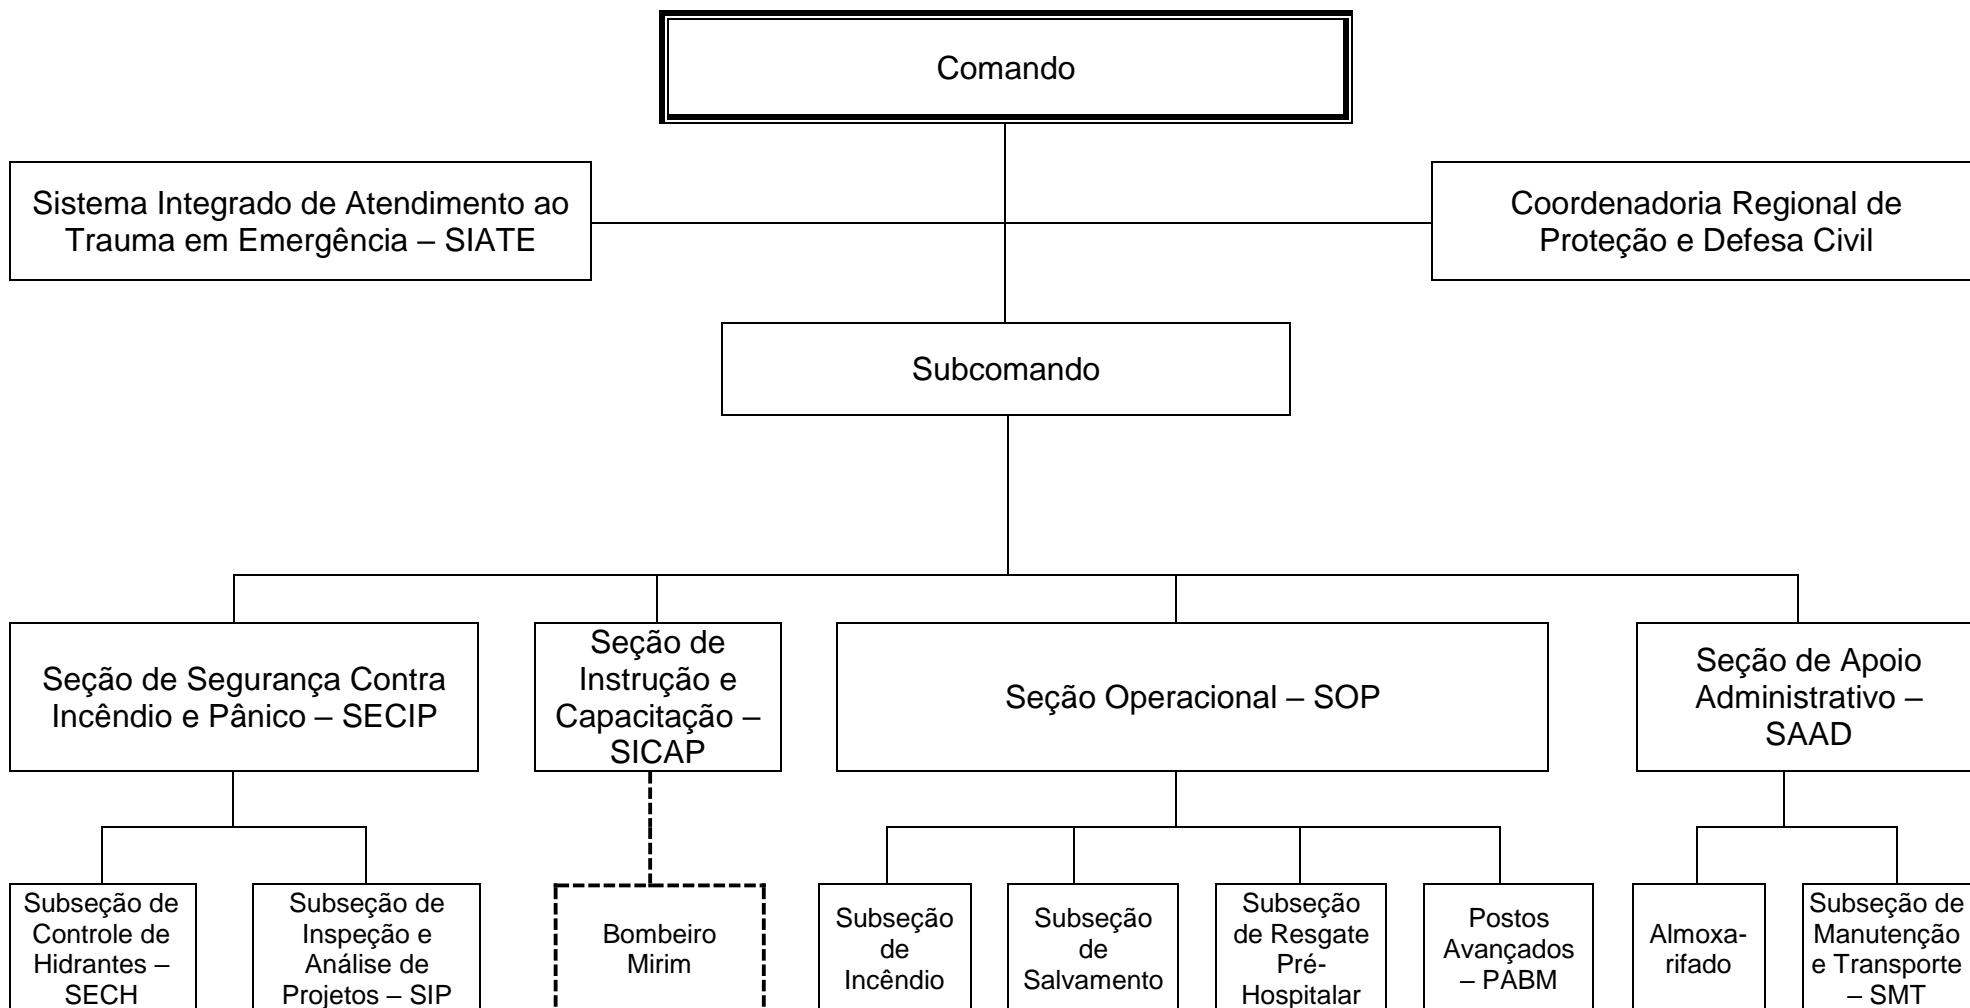 Comando
Sistema Integrado de Atendimento ao
Trauma em Emergência – SIATE
Coordenadoria Regional de
Proteção e Defesa Civil
Subcomando
Seção de Segurança Contra
Incêndio e Pânico – SECIP
Seção de
Instrução e
Capacitação –
SICAP
Seção Operacional – SOP
Seção de Apoio
Administrativo –
SAAD
Subseção de
Controle de
Hidrantes –
SECH
Subseção de
Inspeção e
Análise de
Projetos – SIP
Bombeiro
Mirim
Subseção
de
Incêndio
Subseção
de
Salvamento
Subseção
de Resgate
Pré-
Hospitalar
Postos
Avançados
– PABM
Almoxa-
rifado
Subseção de
Manutenção
e Transporte
– SMT